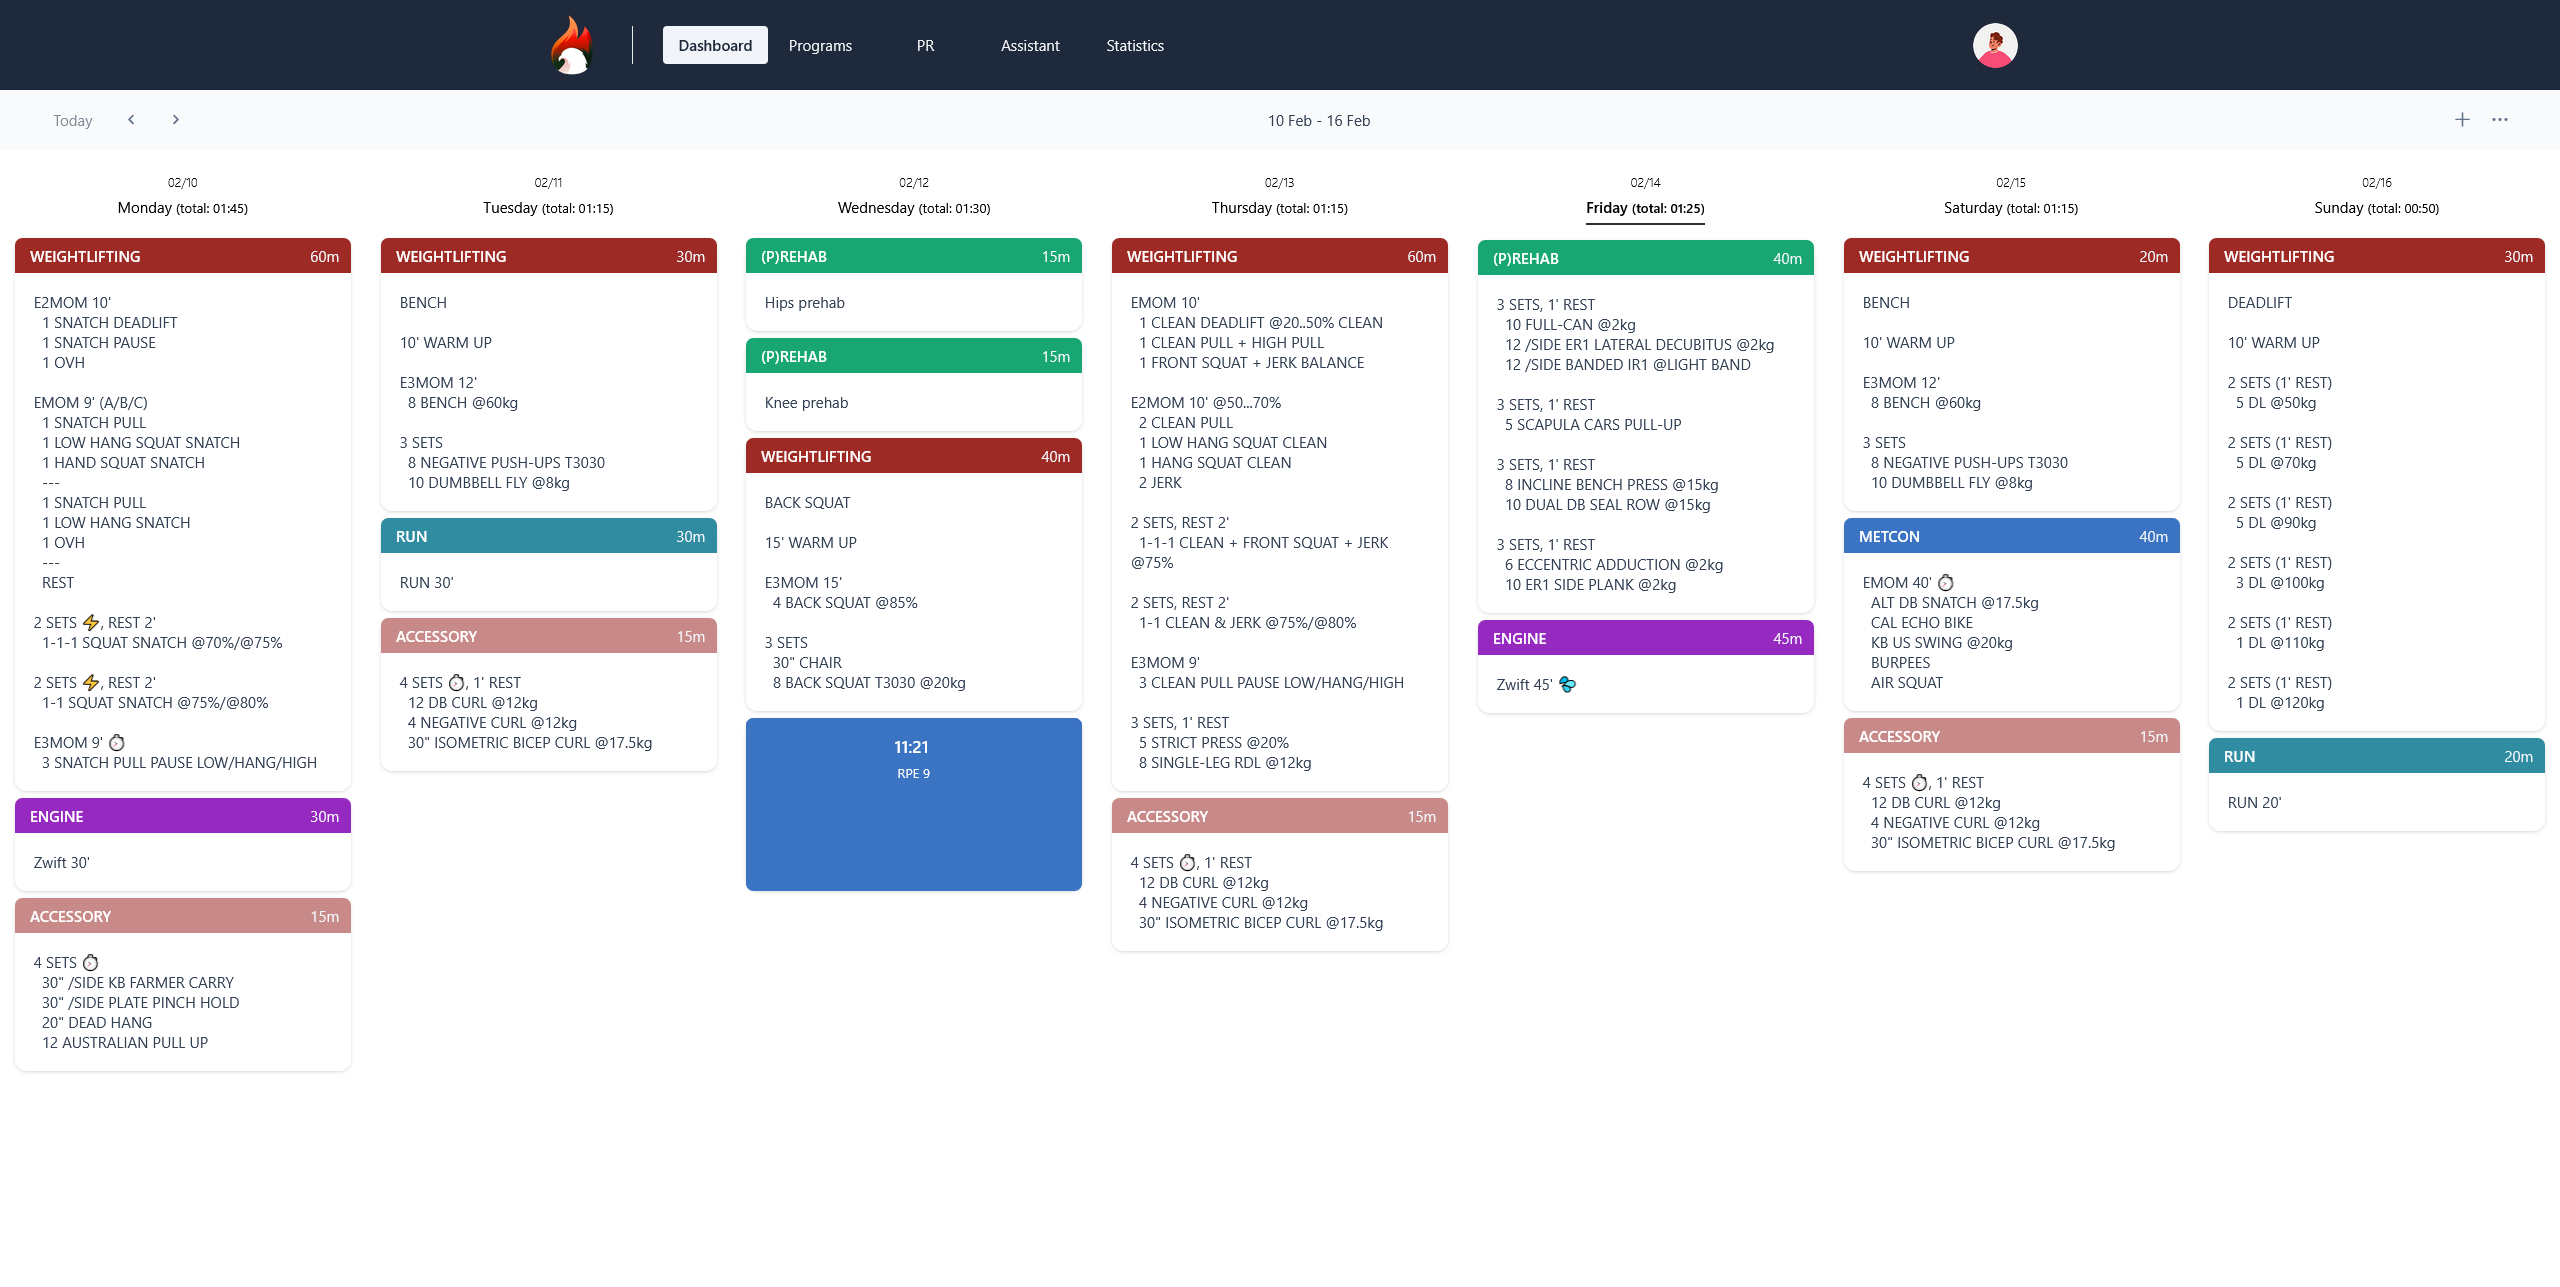 Dashboard
Programs
PR
Assistant
Statistics
Today
10 Feb - 16 Feb
02/10
Monday (total: 01:45)
WEIGHTLIFTING 60m
E2MOM 10'
1 SNATCH DEADLIFT
1 SNATCH PAUSE
1 OVH
EMOM 9' (A/B/C)
1 SNATCH PULL
1 LOW HANG SQUAT SNATCH
1 HAND SQUAT SNATCH
---
1 SNATCH PULL
1 LOW HANG SNATCH
1 OVH
---
REST
2 SETS ⚡, REST 2'
1-1-1 SQUAT SNATCH @70%/@75%
2 SETS ⚡, REST 2'
1-1 SQUAT SNATCH @75%/@80%
E3MOM 9' ⏱
3 SNATCH PULL PAUSE LOW/HANG/HIGH
ENGINE 30m
Zwift 30'
ACCESSORY 15m
4 SETS ⏱
30" /SIDE KB FARMER CARRY
30" /SIDE PLATE PINCH HOLD
20" DEAD HANG
12 AUSTRALIAN PULL UP
02/11
Tuesday (total: 01:15)
WEIGHTLIFTING 30m
BENCH
10' WARM UP
E3MOM 12'
8 BENCH @60kg
3 SETS
8 NEGATIVE PUSH-UPS T3030
10 DUMBBELL FLY @8kg
RUN 30m
RUN 30'
ACCESSORY 15m
4 SETS ⏱, 1' REST
12 DB CURL @12kg
4 NEGATIVE CURL @12kg
30" ISOMETRIC BICEP CURL @17.5kg
02/12
Wednesday (total: 01:30)
(P)REHAB 15m
Hips prehab
(P)REHAB 15m
Knee prehab
WEIGHTLIFTING 40m
BACK SQUAT
15' WARM UP
E3MOM 15'
4 BACK SQUAT @85%
3 SETS
30" CHAIR
8 BACK SQUAT T3030 @20kg
11:21
RPE 9
02/13
Thursday (total: 01:15)
WEIGHTLIFTING 60m
EMOM 10'
1 CLEAN DEADLIFT @20..50% CLEAN
1 CLEAN PULL + HIGH PULL
1 FRONT SQUAT + JERK BALANCE
E2MOM 10' @50...70%
2 CLEAN PULL
1 LOW HANG SQUAT CLEAN
1 HANG SQUAT CLEAN
2 JERK
2 SETS, REST 2'
1-1-1 CLEAN + FRONT SQUAT + JERK
@75%
2 SETS, REST 2'
1-1 CLEAN & JERK @75%/@80%
E3MOM 9'
3 CLEAN PULL PAUSE LOW/HANG/HIGH
3 SETS, 1' REST
5 STRICT PRESS @20%
8 SINGLE-LEG RDL @12kg
ACCESSORY 15m
4 SETS ⏱, 1' REST
12 DB CURL @12kg
4 NEGATIVE CURL @12kg
30" ISOMETRIC BICEP CURL @17.5kg
02/14
Friday (total: 01:25)
(P)REHAB 40m
3 SETS, 1' REST
10 FULL-CAN @2kg
12 /SIDE ER1 LATERAL DECUBITUS @2kg
12 /SIDE BANDED IR1 @LIGHT BAND
3 SETS, 1' REST
5 SCAPULA CARS PULL-UP
3 SETS, 1' REST
8 INCLINE BENCH PRESS @15kg
10 DUAL DB SEAL ROW @15kg
3 SETS, 1' REST
6 ECCENTRIC ADDUCTION @2kg
10 ER1 SIDE PLANK @2kg
ENGINE 45m
Zwift 45' 💦
02/15
Saturday (total: 01:15)
WEIGHTLIFTING 20m
BENCH
10' WARM UP
E3MOM 12'
8 BENCH @60kg
3 SETS
8 NEGATIVE PUSH-UPS T3030
10 DUMBBELL FLY @8kg
METCON 40m
EMOM 40' ⏱
ALT DB SNATCH @17.5kg
CAL ECHO BIKE
KB US SWING @20kg
BURPEES
AIR SQUAT
ACCESSORY 15m
4 SETS ⏱, 1' REST
12 DB CURL @12kg
4 NEGATIVE CURL @12kg
30" ISOMETRIC BICEP CURL @17.5kg
02/16
Sunday (total: 00:50)
WEIGHTLIFTING 30m
DEADLIFT
10' WARM UP
2 SETS (1' REST)
5 DL @50kg
2 SETS (1' REST)
5 DL @70kg
2 SETS (1' REST)
5 DL @90kg
2 SETS (1' REST)
3 DL @100kg
2 SETS (1' REST)
1 DL @110kg
2 SETS (1' REST)
1 DL @120kg
RUN 20m
RUN 20'